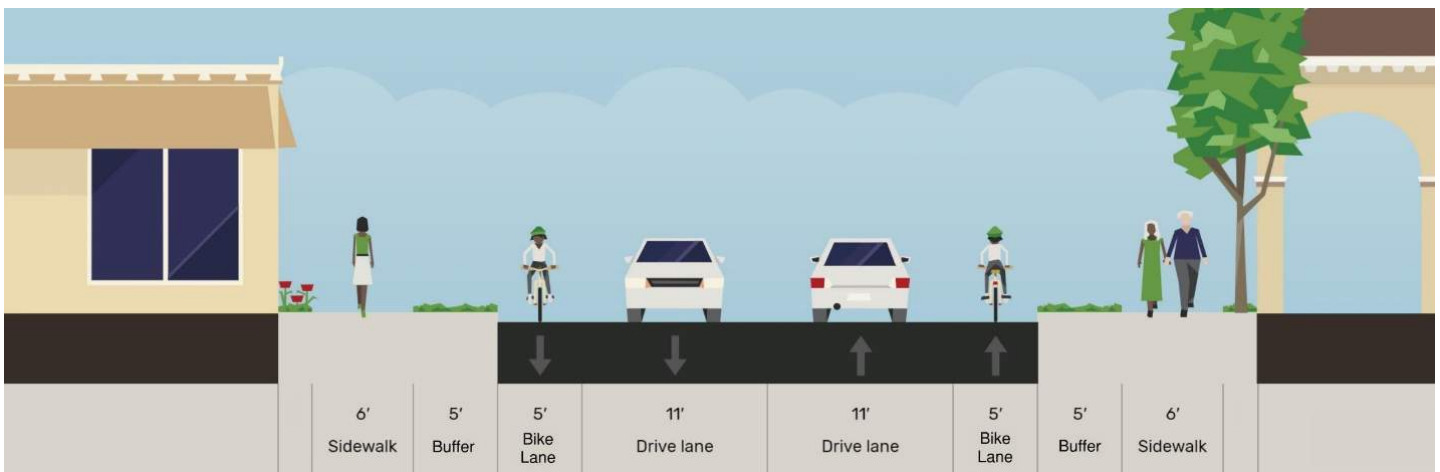 6′ 5′ 5′ 11′ 11′ 5′ 5′ 6′
Sidewalk Buffer Bike Lane Drive lane Drive lane Bike Lane Buffer Sidewalk